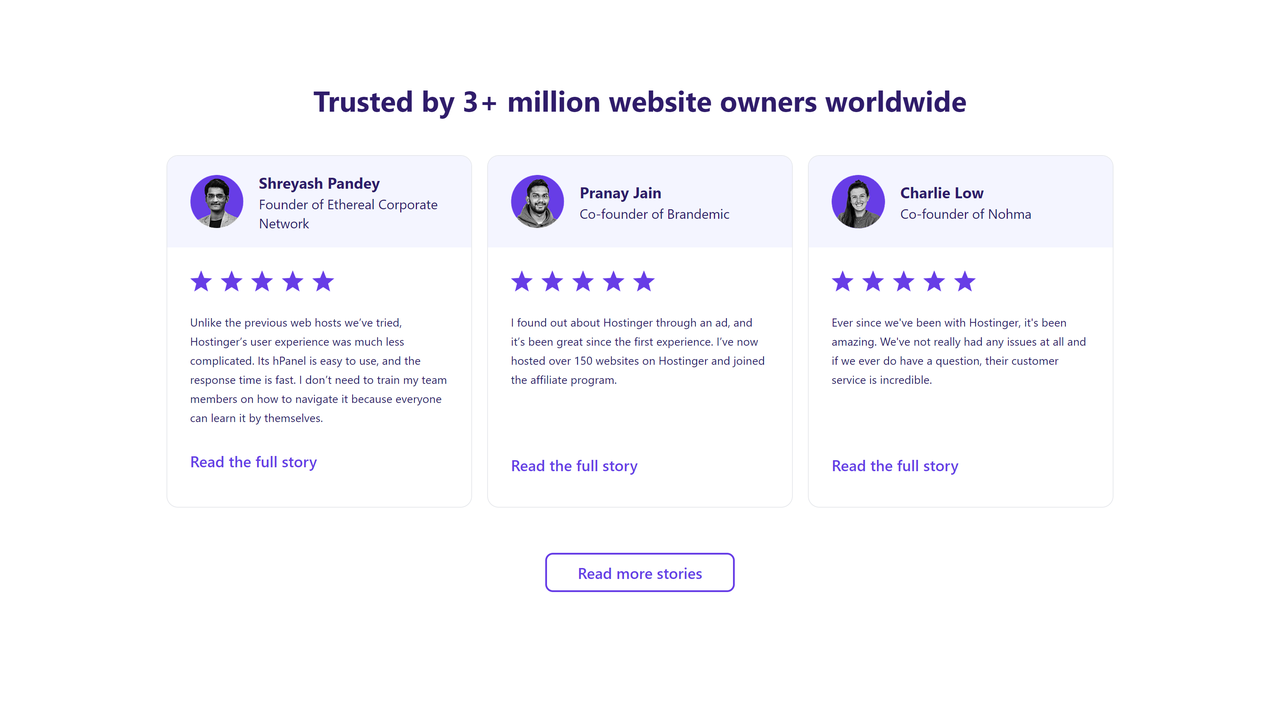 Trusted by 3+ million website owners worldwide
Shreyash Pandey
Founder of Ethereal Corporate
Network
Unlike the previous web hosts we’ve tried,
Hostinger’s user experience was much less
complicated. Its hPanel is easy to use, and the
response time is fast. I don’t need to train my team
members on how to navigate it because everyone
can learn it by themselves.
Read the full story
Pranay Jain
Co-founder of Brandemic
I found out about Hostinger through an ad, and
it’s been great since the first experience. I’ve now
hosted over 150 websites on Hostinger and joined
the affiliate program.
Read the full story
Charlie Low
Co-founder of Nohma
Ever since we've been with Hostinger, it's been
amazing. We've not really had any issues at all and
if we ever do have a question, their customer
service is incredible.
Read the full story
Read more stories